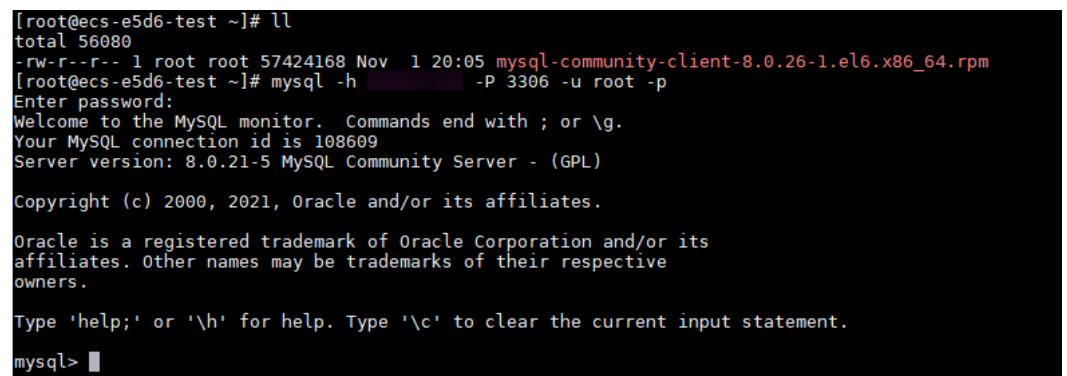 [root@ecs-e5d6-test ~]# ll
total 56080
-rw-r--r-- 1 root root 57424168 Nov  1 20:05 mysql-community-client-8.0.26-1.el6.x86_64.rpm
[root@ecs-e5d6-test ~]# mysql -h -P 3306 -u root -p
Enter password:
Welcome to the MySQL monitor.  Commands end with ; or \g.
Your MySQL connection id is 108609
Server version: 8.0.21-5 MySQL Community Server - (GPL)
Copyright (c) 2000, 2021, Oracle and/or its affiliates.
Oracle is a registered trademark of Oracle Corporation and/or its
affiliates. Other names may be trademarks of their respective
owners.
Type 'help;' or '\h' for help. Type '\c' to clear the current input statement.
mysql>